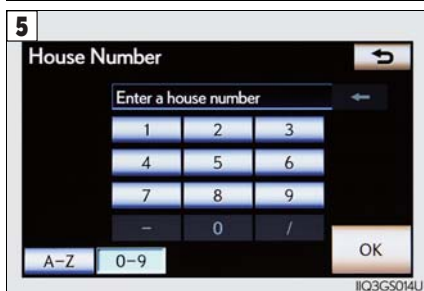 5
House Number
Enter a house number
1 2 3
4 5 6
7 8 9
- 0 /
A-Z 0-9 OK
IIQ3GS014U